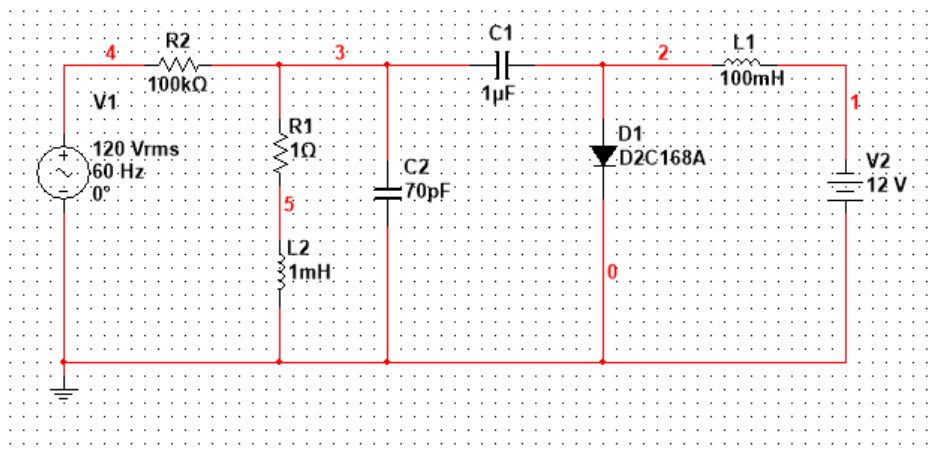 4
R2
100kΩ
3
C1
1µF
2
L1
100mH
1
V1
120 Vrms
60 Hz
0°
R1
1Ω
5
L2
1mH
C2
70pF
D1
D2C168A
0
V2
12 V